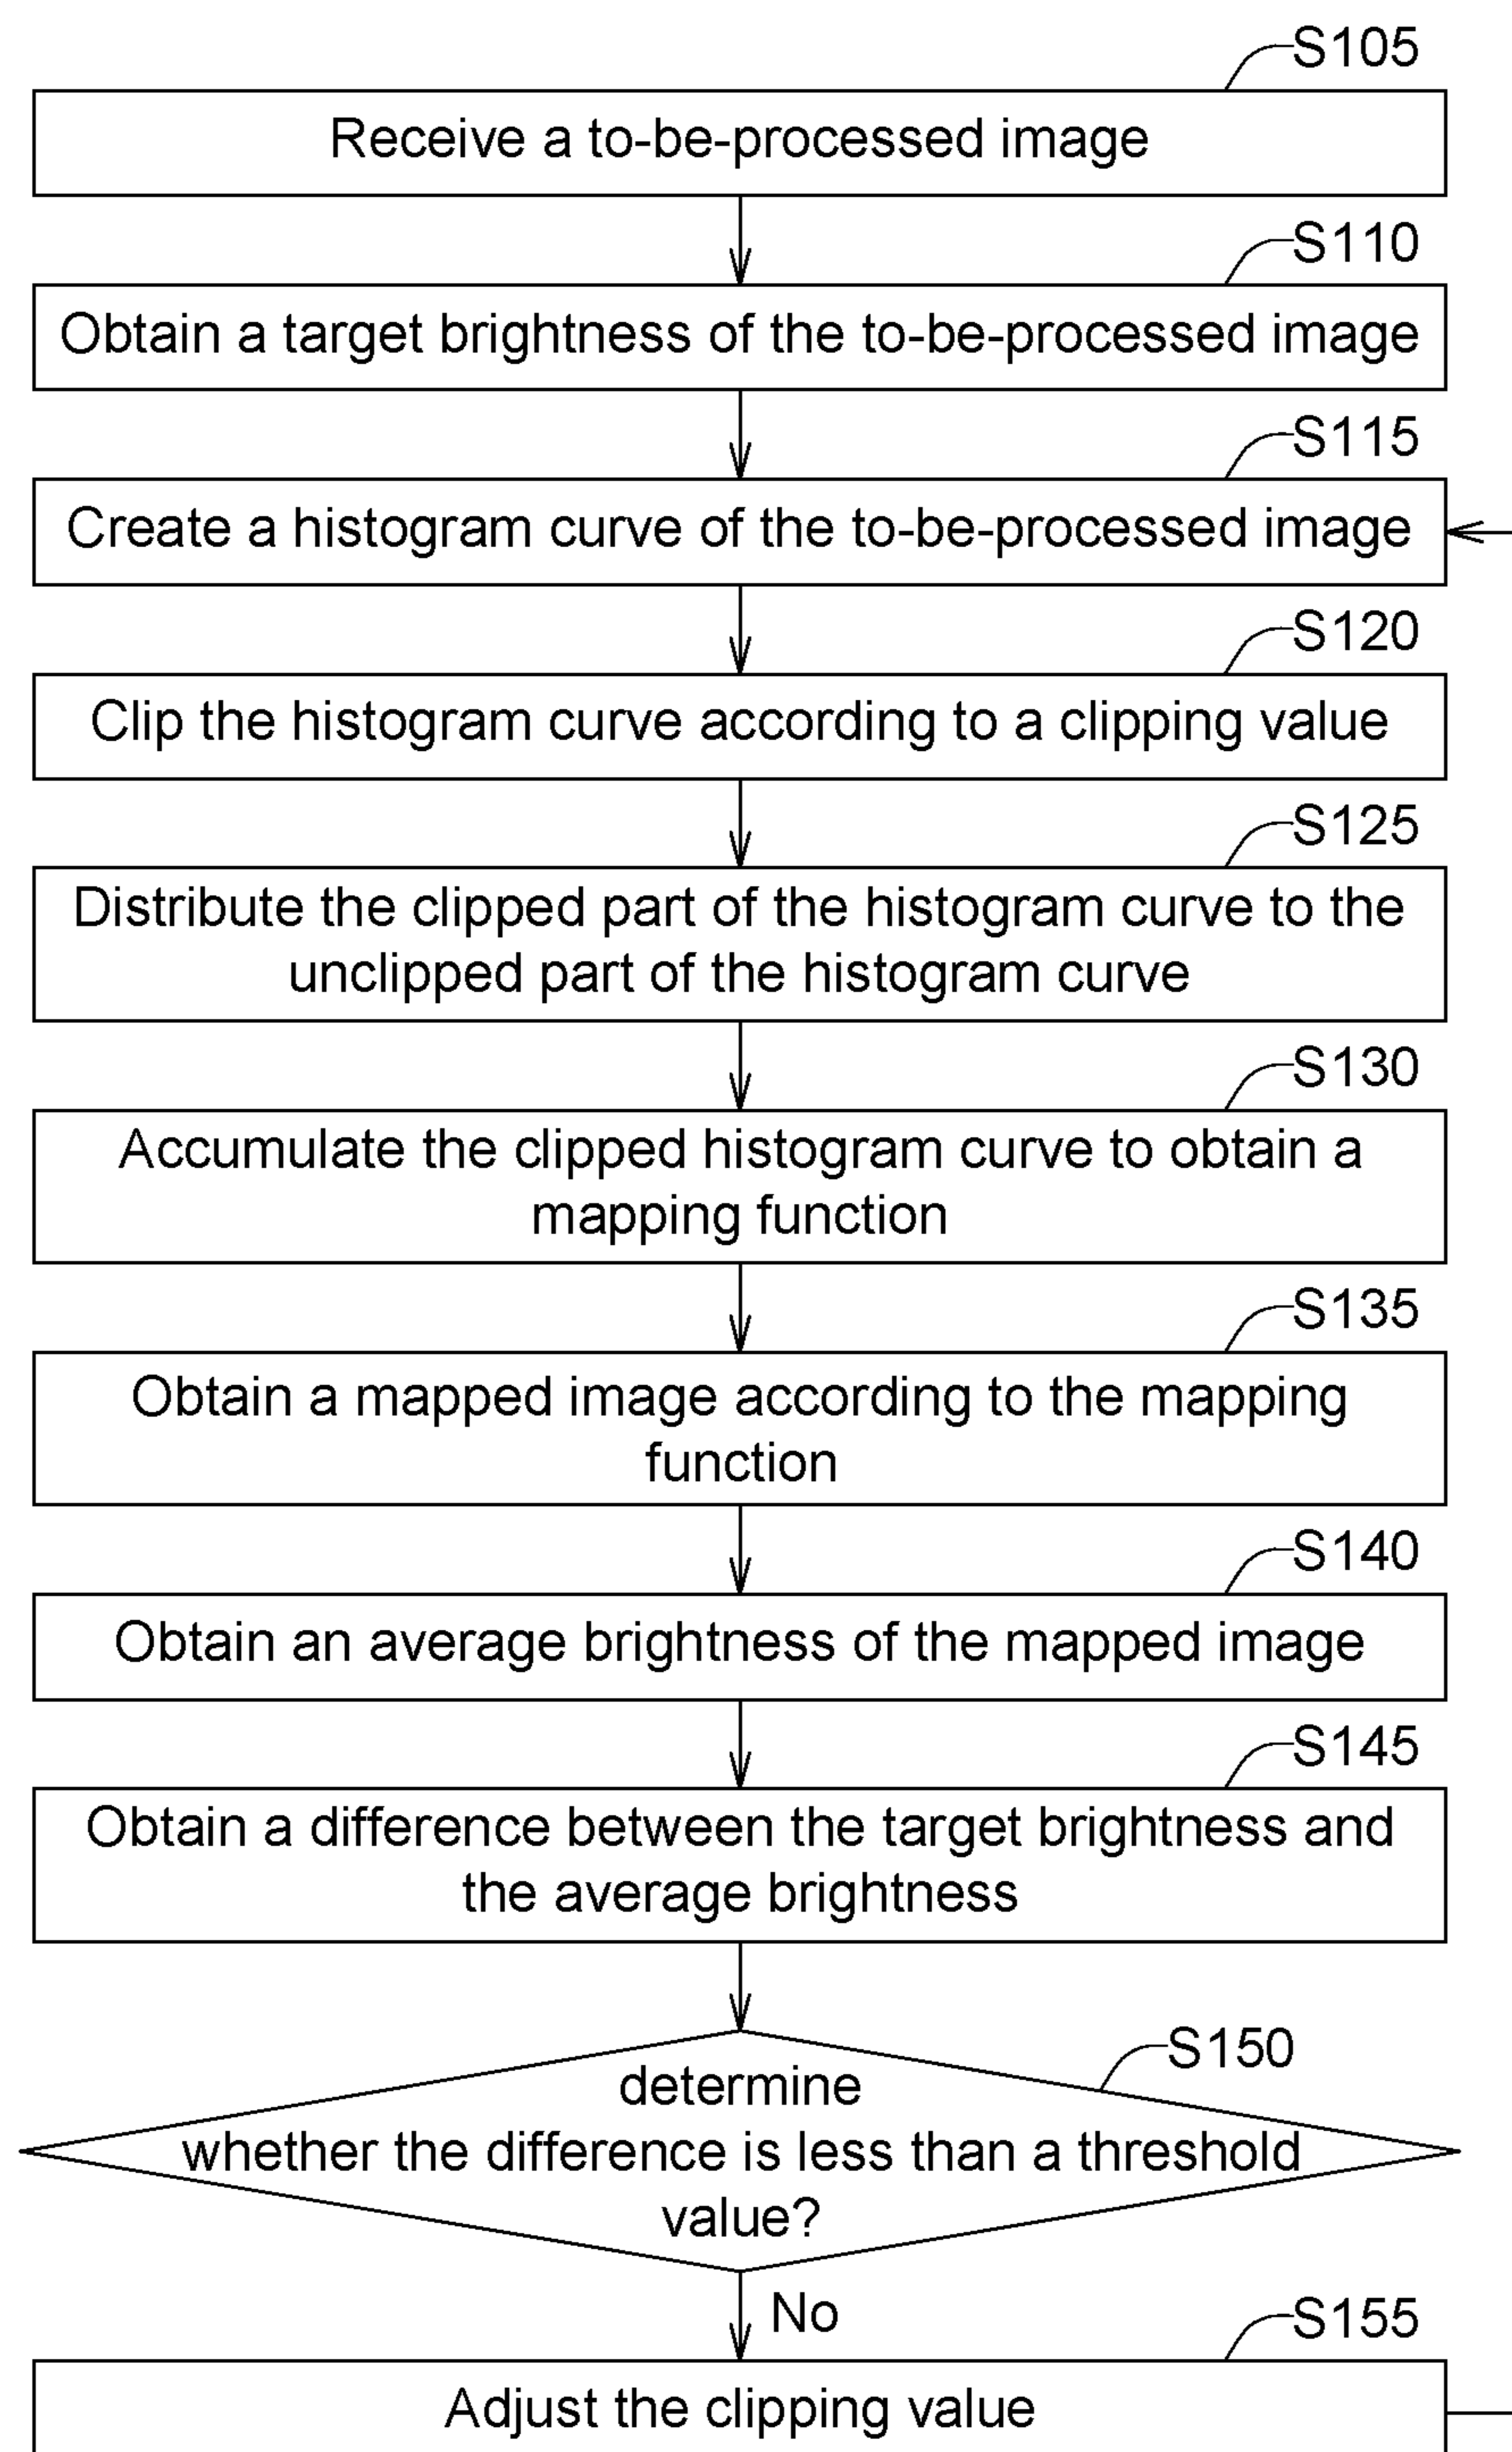 S105
Receive a to-be-processed image
S110
Obtain a target brightness of the to-be-processed image
S115
Create a histogram curve of the to-be-processed image
S120
Clip the histogram curve according to a clipping value
S125
Distribute the clipped part of the histogram curve to the
unclipped part of the histogram curve
S130
Accumulate the clipped histogram curve to obtain a
mapping function
S135
Obtain a mapped image according to the mapping
function
S140
Obtain an average brightness of the mapped image
S145
Obtain a difference between the target brightness and
the average brightness
S150
determine
whether the difference is less than a threshold
value?
No
S155
Adjust the clipping value